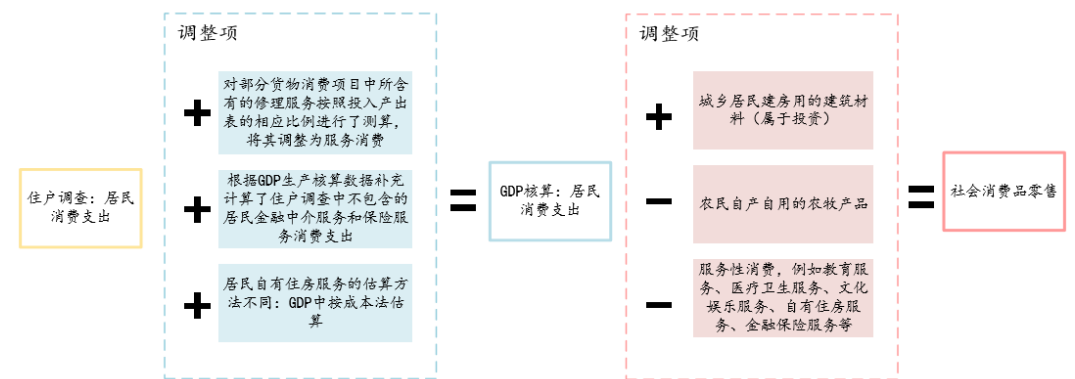 调整项
对部分货物消费项目中所含
有的修理服务按照投入产出
表的相应比例进行了测算,
将其调整为服务消费
住户调查:居民
消费支出
根据GDP生产核算数据补充
计算了住户调查中不包含的
居民金融中介服务和保险服
务消费支出
居民自有住房服务的估算方
法不同:GDP中按成本法估
算
GDP核算:居民
消费支出
调整项
城乡居民建房用的建筑材
料(属于投资)
农民自产自用的农牧产品
服务性消费,例如教育服
务、医疗卫生服务、文化
娱乐服务、自有住房服
务、金融保险服务等
社会消费品零售